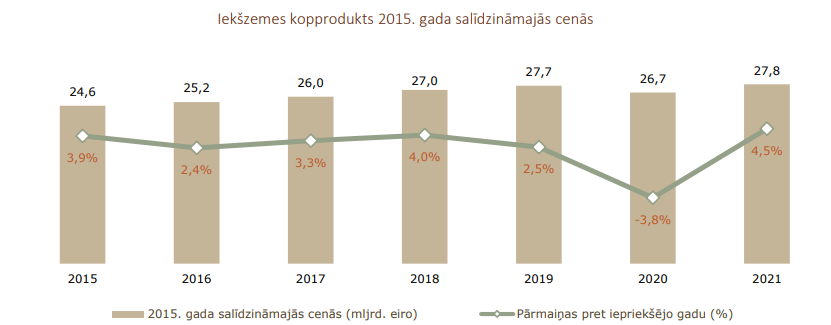 Iekšzemes kopprodukts 2015. gada salīdzināmajās cenās
24,6 25,2 26,0 27,0 27,7 26,7 27,8
3,9% 2,4% 3,3% 4,0% 2,5% -3,8% 4,5%
2015 2016 2017 2018 2019 2020 2021
2015. gada salīdzināmajās cenās (mljrd. eiro) Pārmaiņas pret iepriekšējo gadu (%)